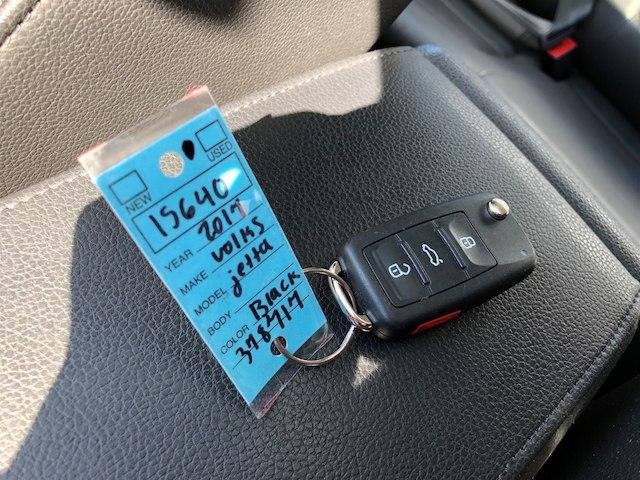 NEW USED
15640
YEAR 2017
MAKE volks
MODEL jetta
BODY
COLOR Black
378717